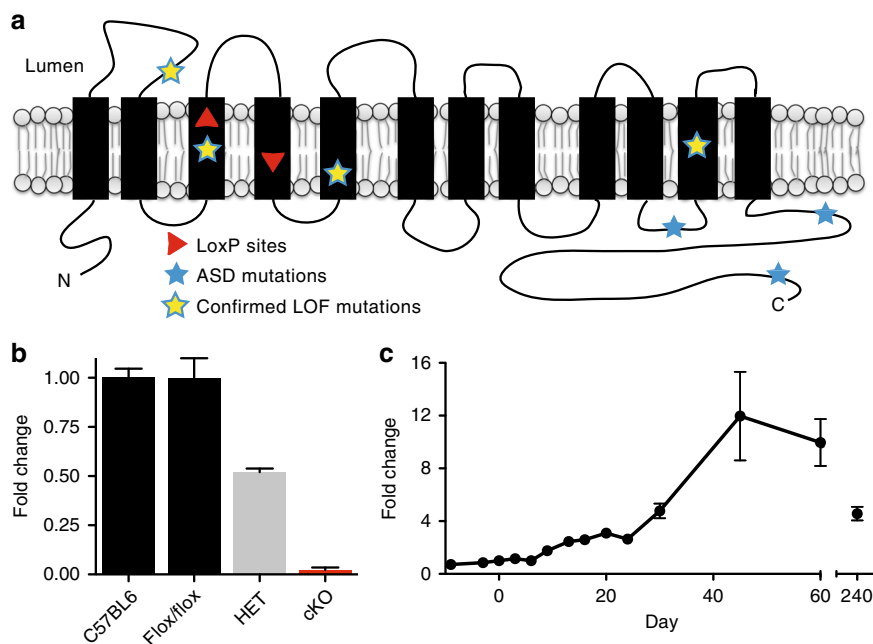 a
Lumen
N
LoxP sites
ASD mutations
Confirmed LOF mutations
C
b
Fold change
1.00
0.75
0.50
0.25
0.00
C57BL6
Flox/flox
HET
cKO
c
Fold change
16
12
8
4
0
0
20
40
60
240
Day